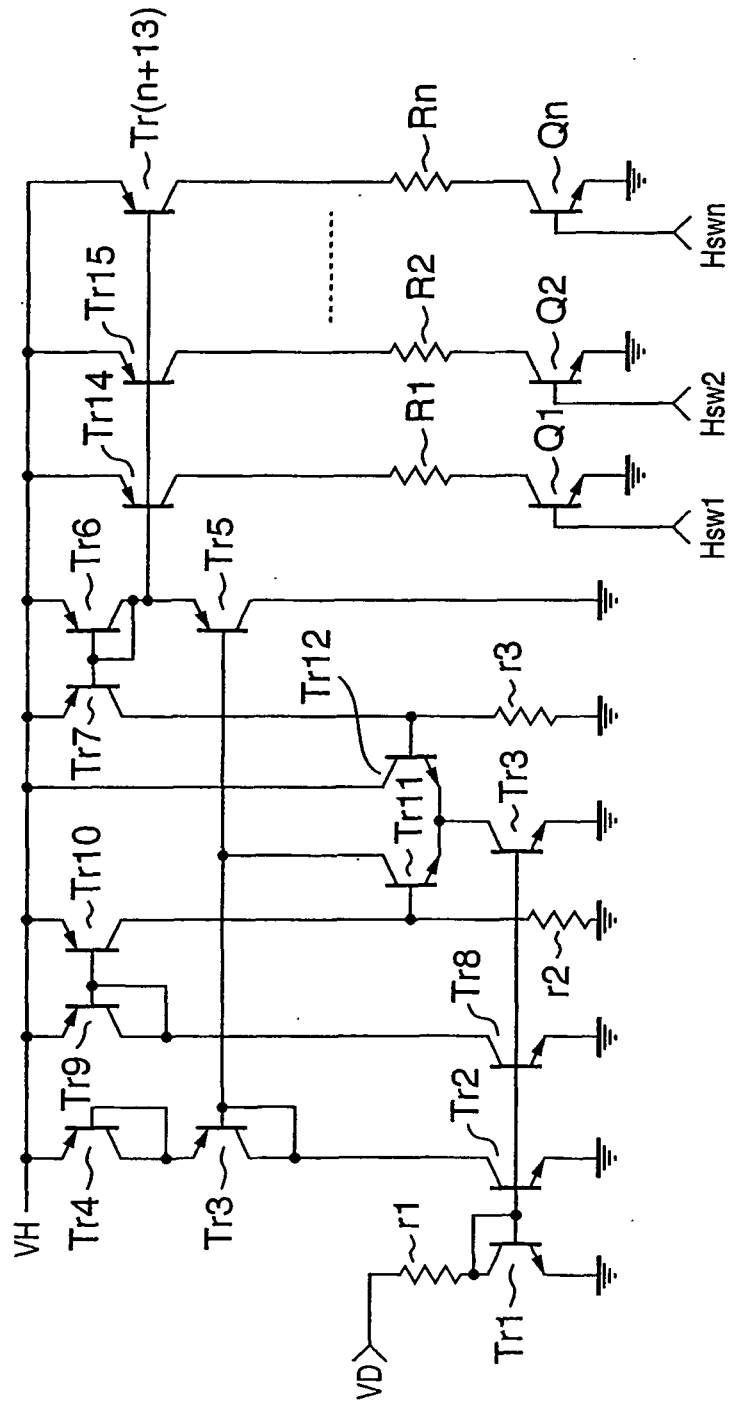 VH
Tr4
Tr9
Tr10
Tr7
Tr6
Tr14
Tr15
Tr(n+13)
Tr3
Tr5
Tr12
Tr11
R1
R2
Rn
VD
r1
Tr2
Tr8
r3
Tr3
r2
Tr1
Q1
Q2
Qn
Hsw1
Hsw2
Hswn